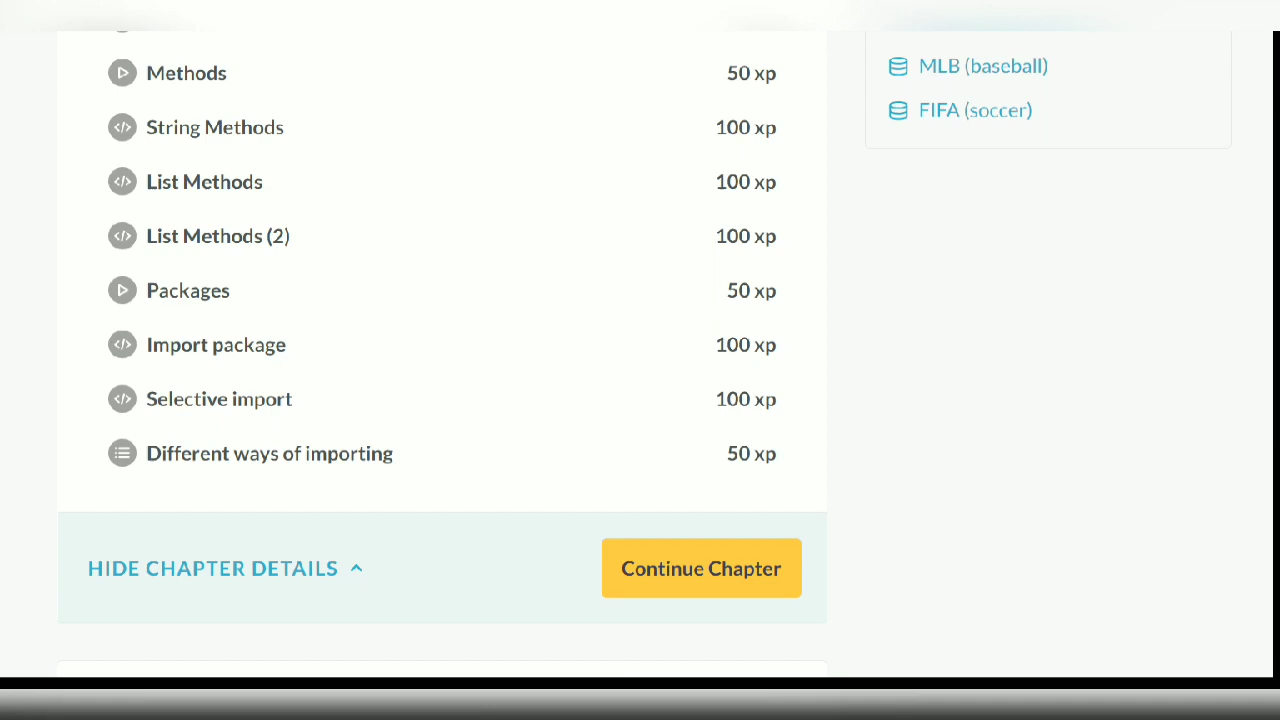 Methods 50 xp
String Methods 100 xp
List Methods 100 xp
List Methods (2) 100 xp
Packages 50 xp
Import package 100 xp
Selective import 100 xp
Different ways of importing 50 xp
HIDE CHAPTER DETAILS
Continue Chapter
MLB (baseball)
FIFA (soccer)